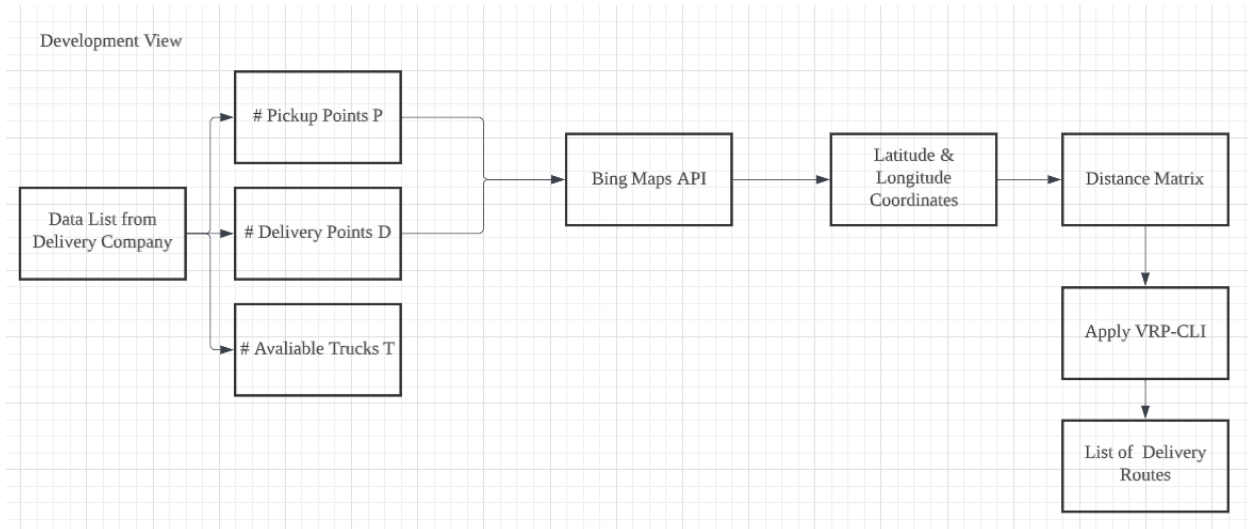 Development View
# Pickup Points P
Data List from
Delivery Company
# Delivery Points D
# Avaliable Trucks T
Bing Maps API
Latitude &
Longitude
Coordinates
Distance Matrix
Apply VRP-CLI
List of  Delivery
Routes